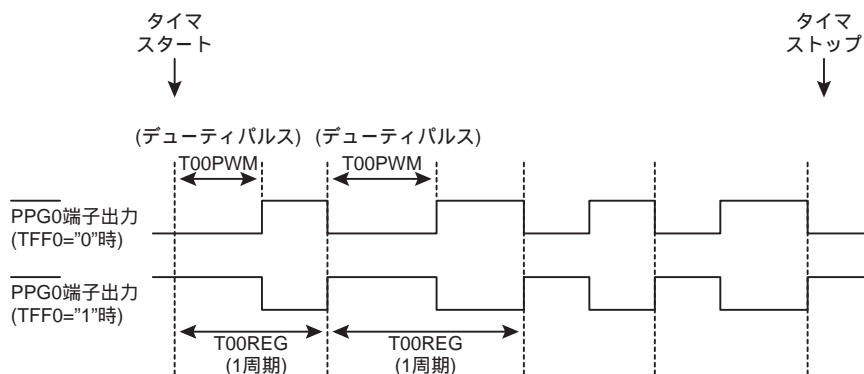 タイマ
スタート
タイマ
ストップ
(デューティパルス) (デューティパルス)
T00PWM T00PWM
PPG0端子出力
(TFF0=”0”時)
PPG0端子出力
(TFF0=”1”時)
T00REG T00REG
(1周期) (1周期)